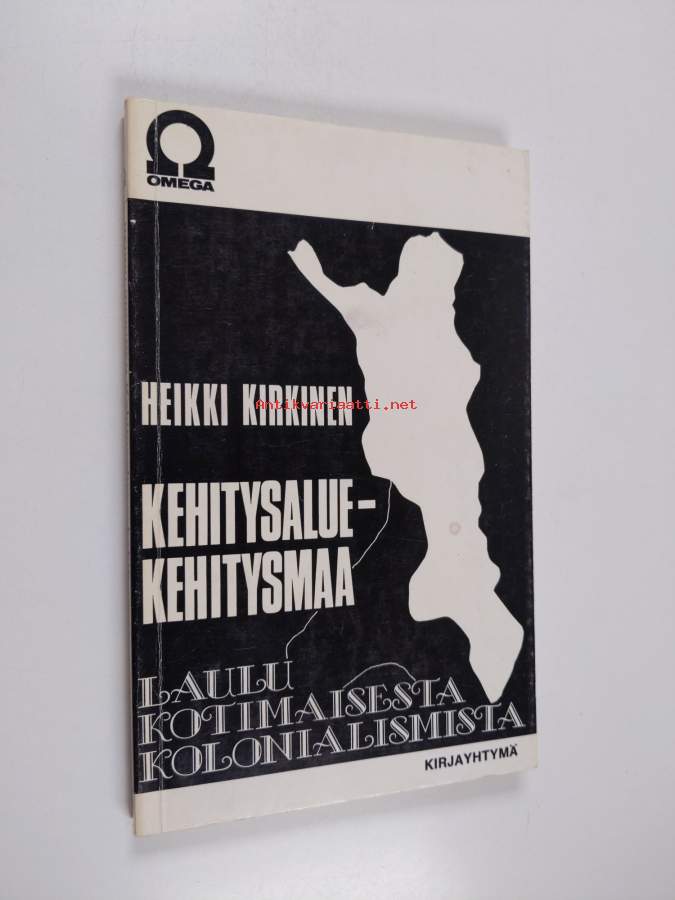 OMEGA
HEIKKI KIRKINEN
Antikvariaatti.net
KEHITYSALUE-
KEHITYSMAA
LAULU
KOTIMAISESTA
KOLONIALISMISTA
KIRJAYHTYMÄ